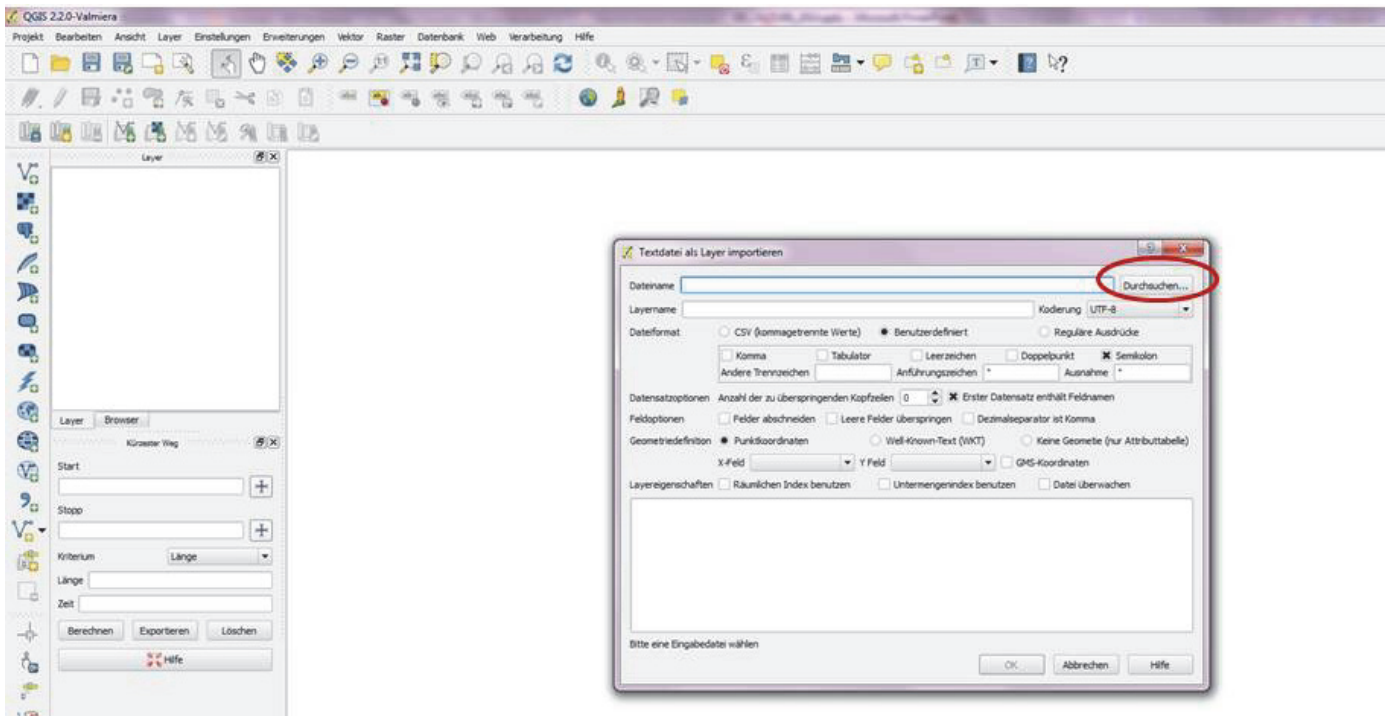 QGIS 2.2.0-Valmiera
Projekt Bearbeiten Ansicht Layer Einstellungen Erweiterungen Vektor Raster Datenbank Web Verarbeitung Hilfe
Layer
Layer Browser
Kürzester Weg
Start
Stopp
Kriterium Länge
Länge
Zeit
Berechnen Exportieren Löschen
Hilfe
Textdatei als Layer importieren
Dateiname Durchsuchen...
Layername Kodierung UTF-8
Dateiformat CSV (kommagetrennte Werte) Benutzerdefiniert Reguläre Ausdrücke
Komma Tabulator Leerzeichen Doppelpunkt Semikolon
Andere Trennzeichen Anführungszeichen " Ausnahme "
Datensatzoptionen Anzahl der zu überspringenden Kopfzeilen 0 Erster Datensatz enthält Feldnamen
Feldoptionen Felder abschneiden Leere Felder überspringen Dezimalseparator ist Komma
Geometriedefinition Punktkoordinaten Well-Known-Text (WKT) Keine Geometie (nur Attributtabelle)
X-Feld Y Feld GMS-Koordinaten
Layereigenschaften Räumlichen Index benutzen Untermengenindex benutzen Datei überwachen
Bitte eine Eingabedatei wählen
OK Abbrechen Hilfe